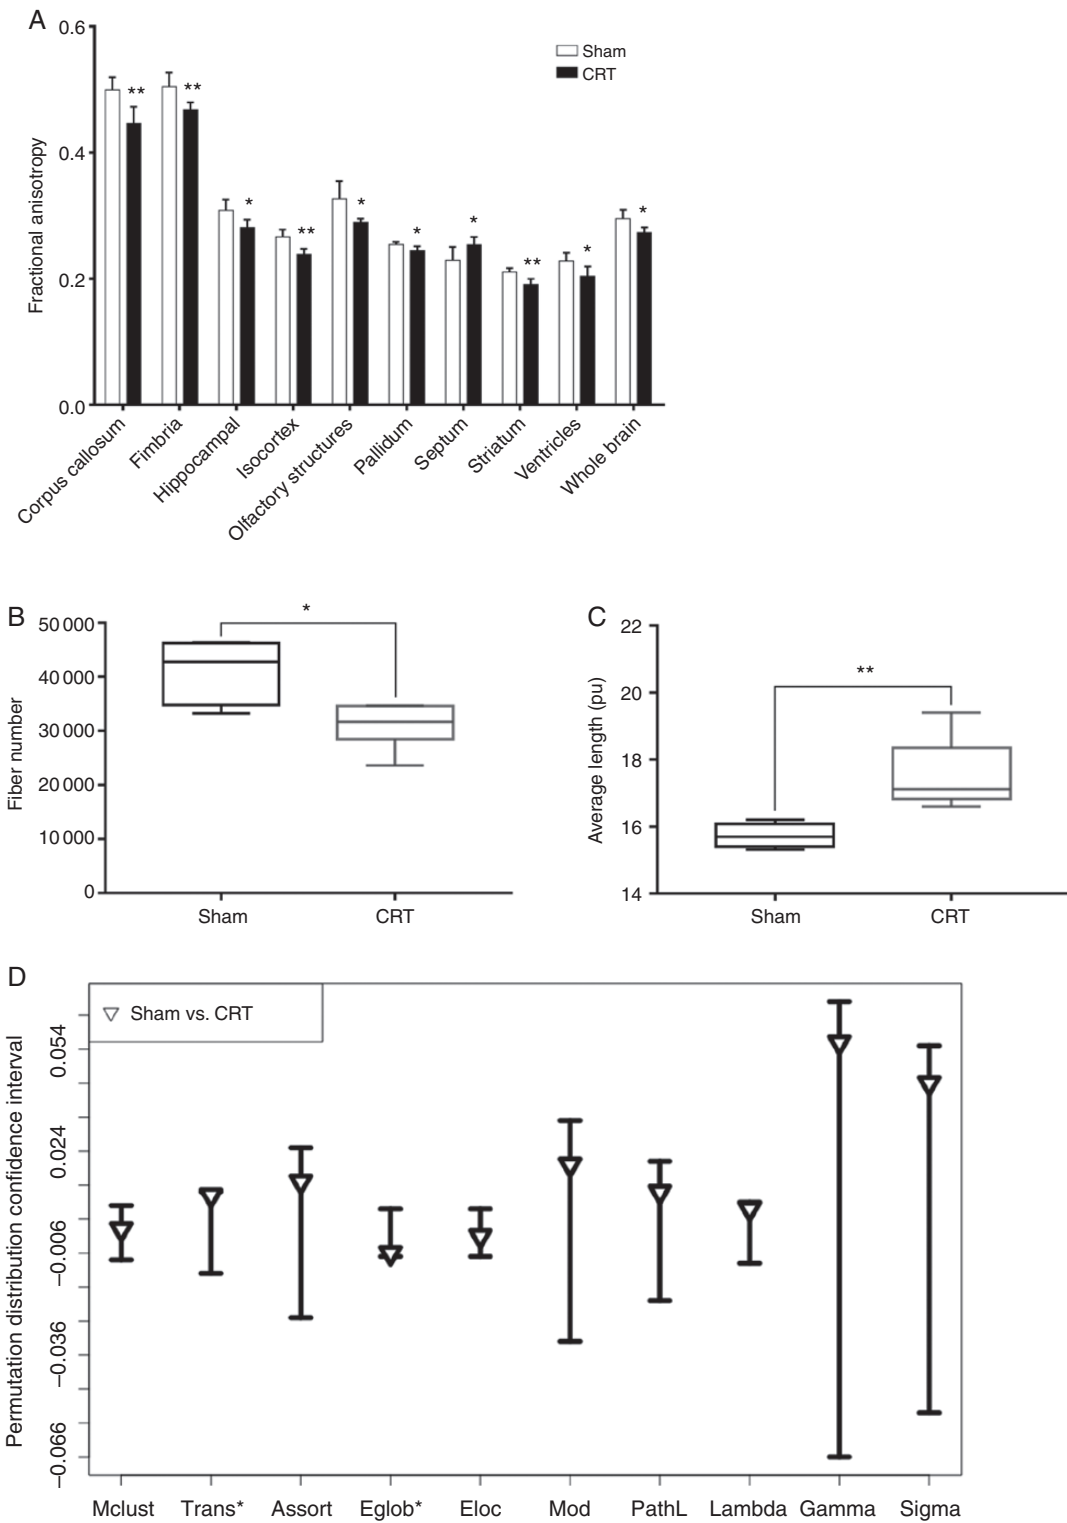 A
0.6
0.4
0.2
0.0
Fractional anisotropy
Sham
CRT
** ** * ** * * * ** * *
Corpus callosum
Fimbria
Hippocampal
Isocortex
Olfactory structures
Pallidum
Septum
Striatum
Ventricles
Whole brain
B
50 000
40 000
30 000
20 000
10 000
0
Fiber number
*
Sham CRT
C
22
20
18
16
14
Average length (pu)
**
Sham CRT
D
Sham vs. CRT
Permutation distribution confidence interval
0.054
0.024
−0.006
−0.036
−0.066
Mclust Trans* Assort Eglob* Eloc Mod PathL Lambda Gamma Sigma